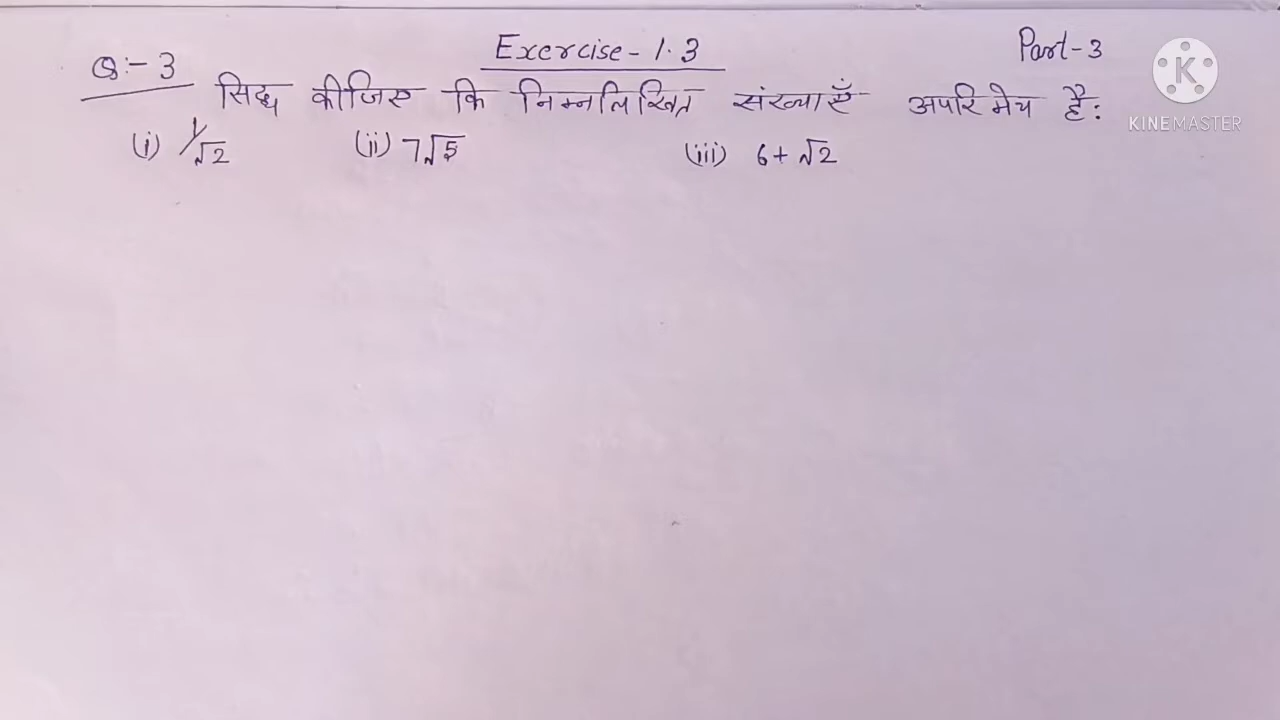 Exercise - 1.3
Part-3
Q:- 3
सिद्ध कीजिए कि निम्नलिखित संख्याएँ अपरिमेय है:
(i) 1/√2 (ii) 7√5 (iii) 6+√2
KINEMASTER